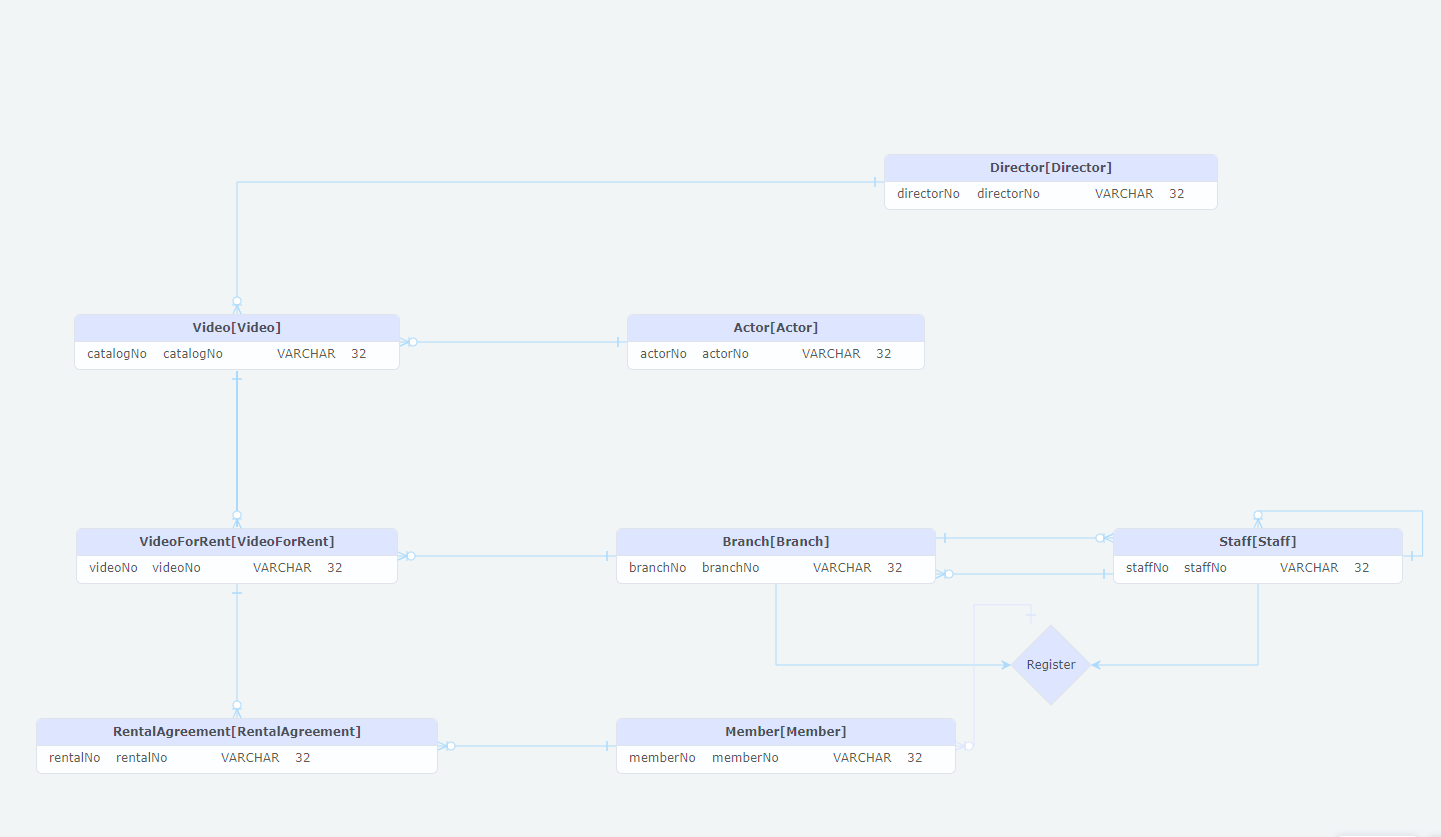 Director[Director]
directorNo directorNo VARCHAR 32
Video[Video]
catalogNo catalogNo VARCHAR 32
Actor[Actor]
actorNo actorNo VARCHAR 32
VideoForRent[VideoForRent]
videoNo videoNo VARCHAR 32
Branch[Branch]
branchNo branchNo VARCHAR 32
Staff[Staff]
staffNo staffNo VARCHAR 32
Register
RentalAgreement[RentalAgreement]
rentalNo rentalNo VARCHAR 32
Member[Member]
memberNo memberNo VARCHAR 32